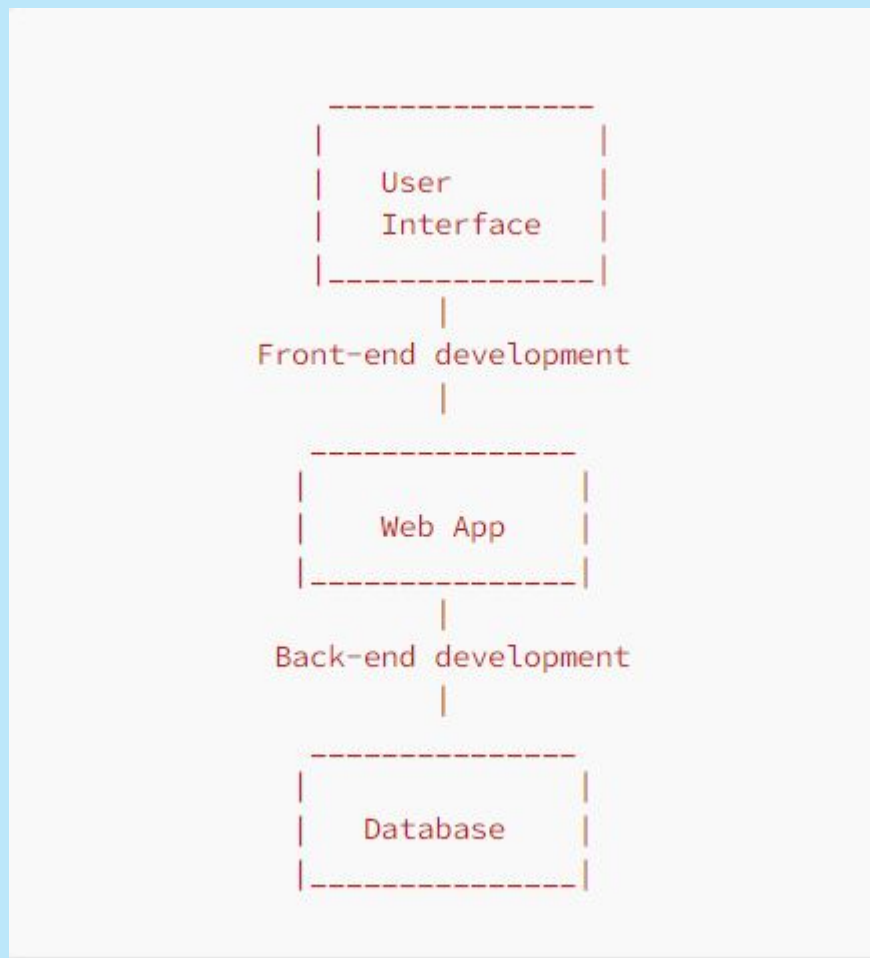 User
Interface
Front-end development
Web App
Back-end development
Database